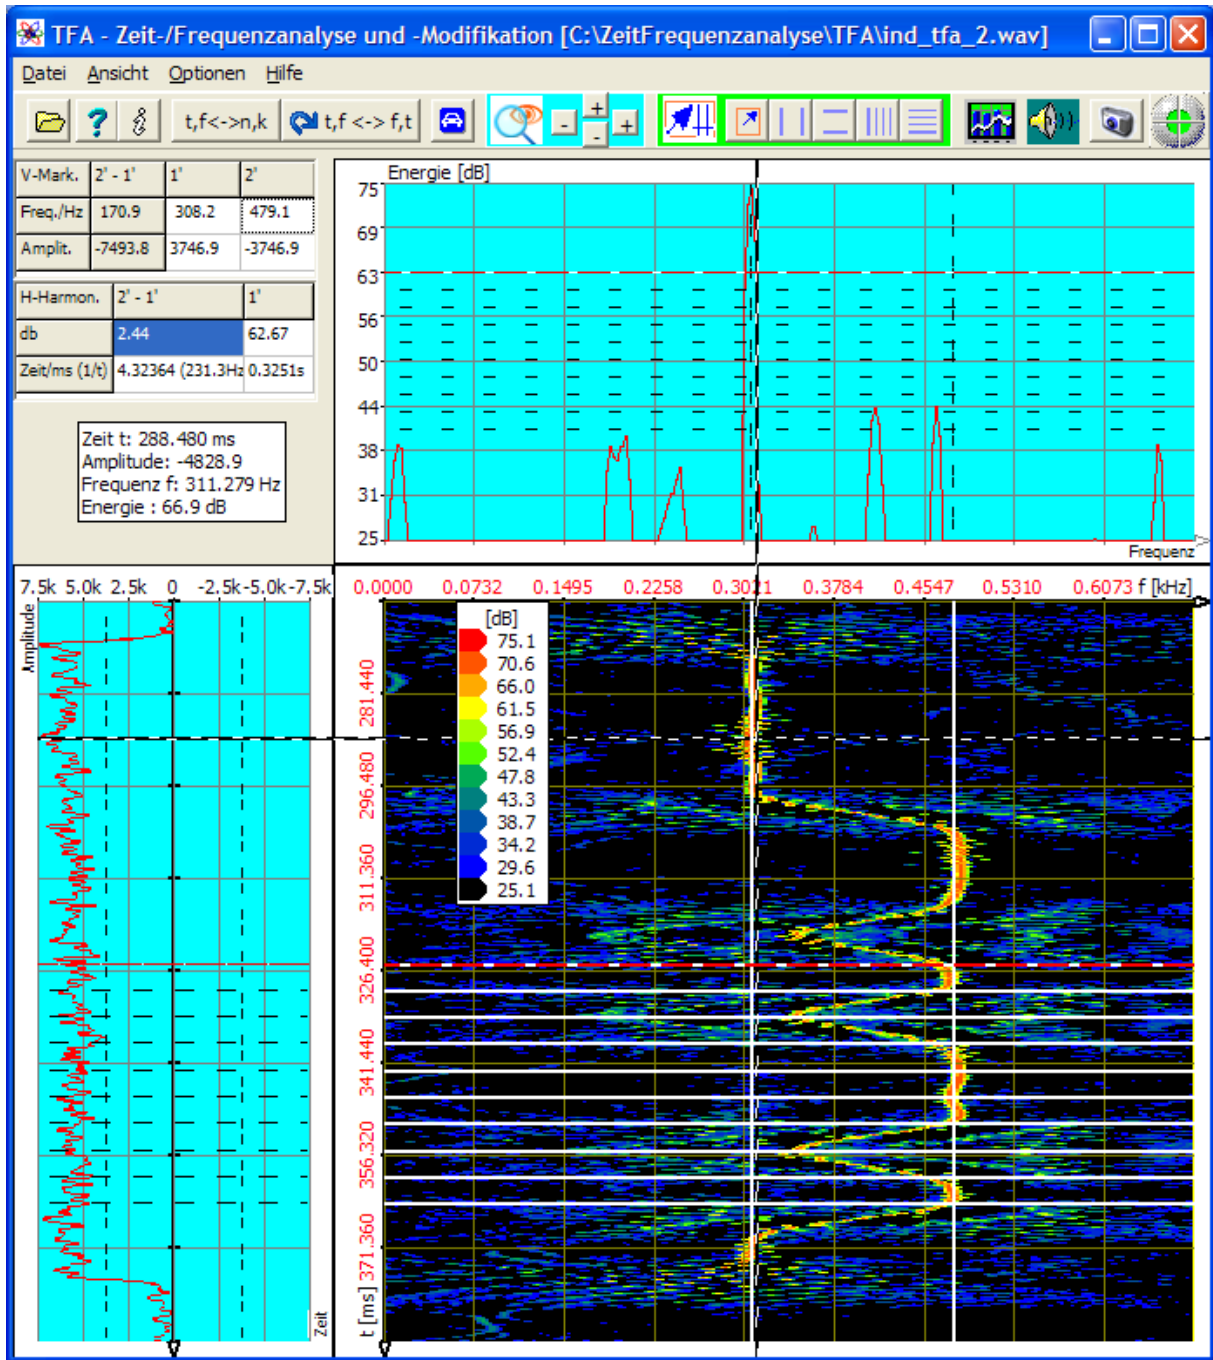 TFA - Zeit-/Frequenzanalyse und -Modifikation [C:\ZeitFrequenzanalyse\TFA\ind_tfa_2.wav]
Datei Ansicht Optionen Hilfe
t,f<->n,k t,f <-> f,t
V-Mark. 2' - 1' 1' 2'
Freq./Hz 170.9 308.2 479.1
Amplit. -7493.8 3746.9 -3746.9
H-Harmon. 2' - 1' 1'
db 2.44 62.67
Zeit/ms (1/t) 4.32364 (231.3Hz 0.3251s
Zeit t: 288.480 ms
Amplitude: -4828.9
Frequenz f: 311.279 Hz
Energie : 66.9 dB
Energie [dB]
75
69
63
56
50
44
38
31
25
Frequenz
7.5k 5.0k 2.5k 0 -2.5k -5.0k -7.5k
Amplitude
Zeit
0.0000 0.0732 0.1495 0.2258 0.3021 0.3784 0.4547 0.5310 0.6073 f [kHz]
[dB]
75.1
70.6
66.0
61.5
56.9
52.4
47.8
43.3
38.7
34.2
29.6
25.1
281.440
296.480
311.360
326.400
341.440
356.320
371.360
t [ms]